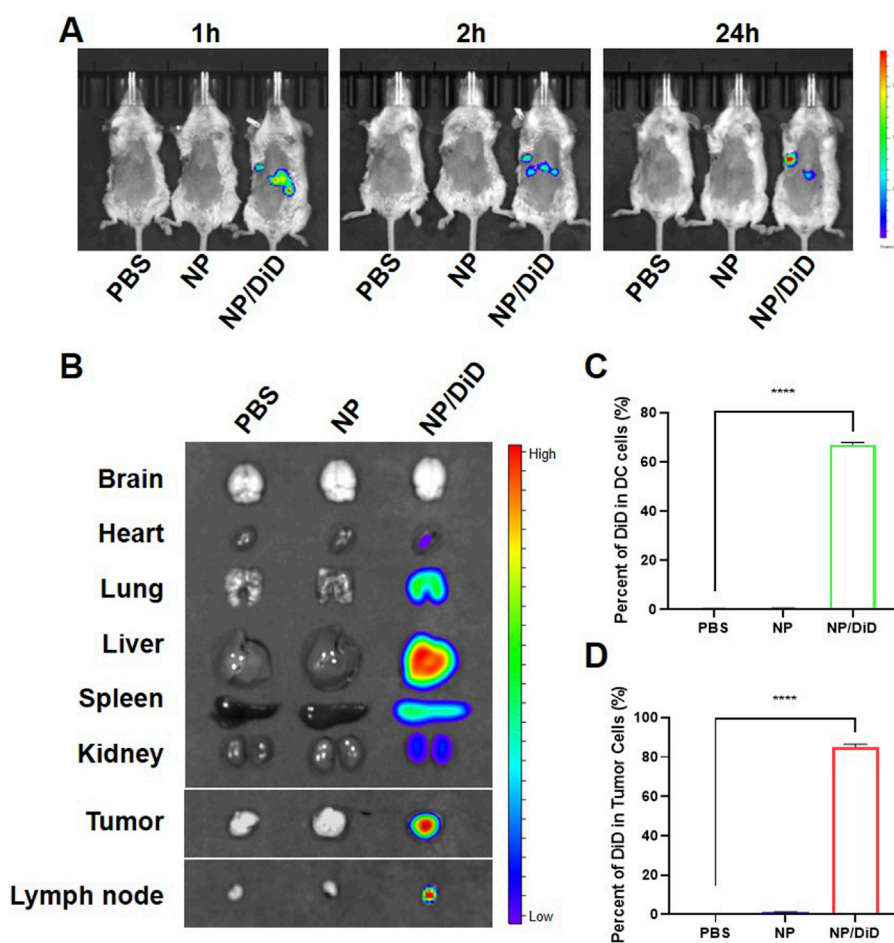 A
1h
2h
24h
PBS
NP
NP/DiD
PBS
NP
NP/DiD
PBS
NP
NP/DiD
B
PBS
NP
NP/DiD
Brain
Heart
Lung
Liver
Spleen
Kidney
Tumor
Lymph node
High
Low
C
Percent of DiD in DC cells (%)
80
60
40
20
0
****
PBS
NP
NP/DiD
D
Percent of DiD in Tumor Cells (%)
100
80
60
40
20
0
****
PBS
NP
NP/DiD